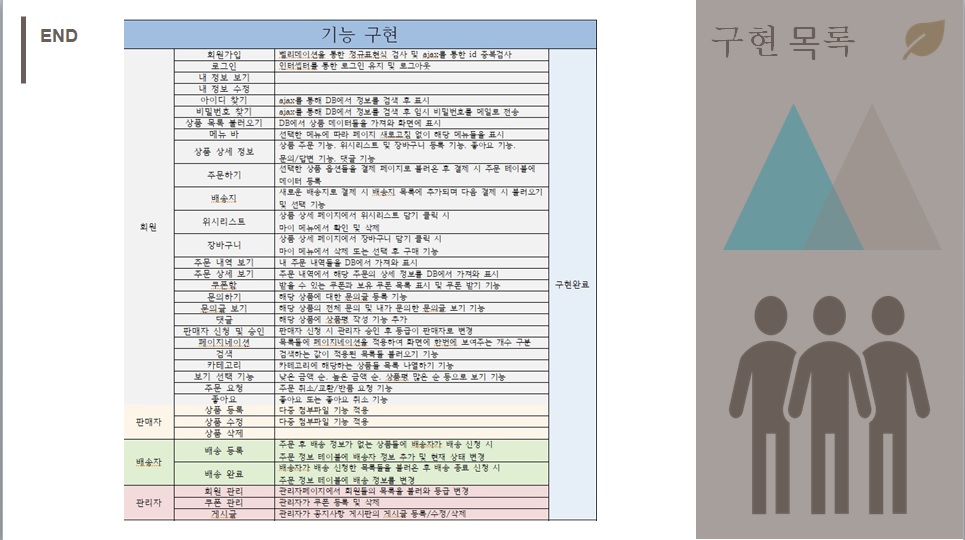 END
기능 구현
구현 목록
회원
회원가입 벨리데이션을 통한 정규표현식 검사 및 ajax를 통한 id 중복검사
로그인 인터셉터를 통한 로그인 유지 및 로그아웃
내 정보 보기
내 정보 수정
아이디 찾기 ajax를 통해 DB에서 정보를 검색 후 표시
비밀번호 찾기 ajax를 통해 DB에서 정보를 검색 후 임시 비밀번호를 메일로 전송
상품 목록 불러오기 DB에서 상품 데이터들을 가져와 화면에 표시
메뉴 바 선택한 메뉴에 따라 페이지 새로고침 없이 해당 메뉴들을 표시
상품 상세 정보 상품 주문 기능, 위시리스트 및 장바구니 등록 기능, 좋아요 기능,
문의/답변 기능, 댓글 기능
주문하기 선택한 상품 옵션들을 결제 페이지로 불러온 후 결제 시 주문 테이블에
데이터 등록
배송지 새로운 배송지로 결제 시 배송지 목록에 추가되며 다음 결제 시 불러오기
및 선택 기능
위시리스트 상품 상세 페이지에서 위시리스트 담기 클릭 시
마이 메뉴에서 확인 및 삭제
장바구니 상품 상세 페이지에서 장바구니 담기 클릭 시
마이 메뉴에서 삭제 또는 선택 후 구매 기능
주문 내역 보기 내 주문 내역들을 DB에서 가져와 표시
주문 상세 보기 주문 내역에서 해당 주문의 상세 정보를 DB에서 가져와 표시
쿠폰함 받을 수 있는 쿠폰과 보유 쿠폰 목록 표시 및 쿠폰 받기 기능
구현완료
문의하기 해당 상품에 대한 문의글 등록 기능
문의글 보기 해당 상품의 전체 문의 및 내가 문의한 문의글 보기 기능
댓글 해당 상품에 상품평 작성 기능 추가
판매자 신청 및 승인 판매자 신청 시 관리자 승인 후 등급이 판매자로 변경
페이지네이션 목록들에 페이지네이션을 적용하여 화면에 한번에 보여주는 개수 구분
검색 검색하는 값이 적용된 목록들 불러오기 기능
카테고리 카테고리에 해당하는 상품들 목록 나열하기 기능
보기 선택 기능 낮은 금액 순, 높은 금액 순, 상품평 많은 순 등으로 보기 기능
주문 요청 주문 취소/교환/반품 요청 기능
좋아요 좋아요 또는 좋아요 취소 기능
판매자
상품 등록 다중 첨부파일 기능 적용
상품 수정 다중 첨부파일 기능 적용
상품 삭제
배송자
배송 등록 주문 후 배송 정보가 없는 상품들에 배송자가 배송 신청 시
주문 정보 테이블에 배송자 정보 추가 및 현재 상태 변경
배송 완료 배송자가 배송 신청한 목록들을 불러온 후 배송 종료 신청 시
주문 정보 테이블에 배송 정보를 변경
관리자
회원 관리 관리자페이지에서 회원들의 목록을 불러와 등급 변경
쿠폰 관리 관리자가 쿠폰 등록 및 삭제
게시글 관리자가 공지사항 게시판의 게시글 등록/수정/삭제